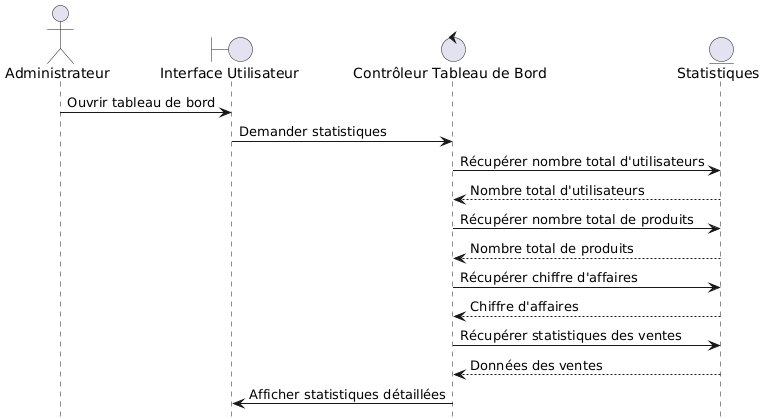 Administrateur
Interface Utilisateur
Contrôleur Tableau de Bord
Statistiques
Ouvrir tableau de bord
Demander statistiques
Récupérer nombre total d'utilisateurs
Nombre total d'utilisateurs
Récupérer nombre total de produits
Nombre total de produits
Récupérer chiffre d'affaires
Chiffre d'affaires
Récupérer statistiques des ventes
Données des ventes
Afficher statistiques détaillées